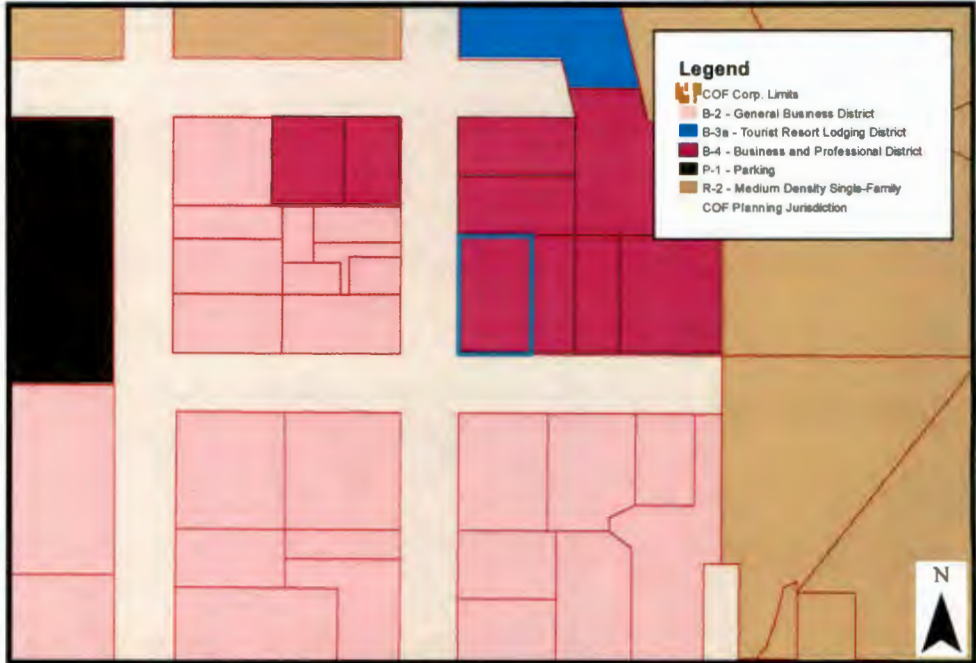 Legend
COF Corp. Limits
B-2 - General Business District
B-3a - Tourist Resort Lodging District
B-4 - Business and Professional District
P-1 - Parking
R-2 - Medium Density Single-Family
COF Planning Jurisdiction
N